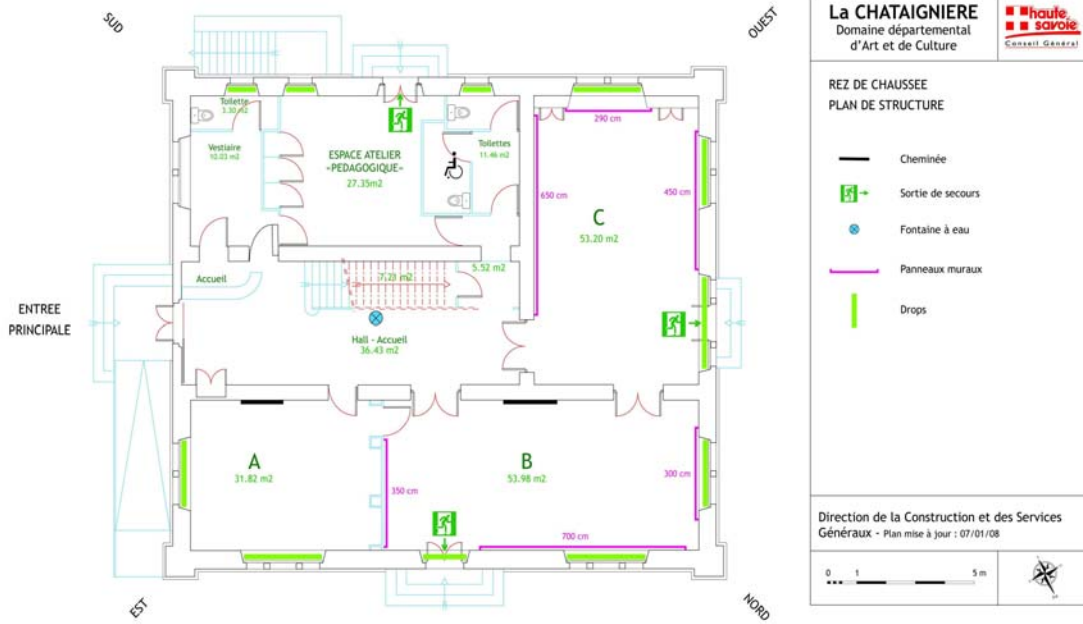 SUD
OUEST
Toilette
3.30 m2
Vestiaire
10.03 m2
ESPACE ATELIER
«PEDAGOGIQUE»
27.35m2
Toilettes
11.46 m2
290 cm
650 cm
450 cm
C
53.20 m2
Accueil
7.23 m2
5.52 m2
ENTREE
PRINCIPALE
Hall - Accueil
36.43 m2
A
31.82 m2
350 cm
B
53.98 m2
300 cm
700 cm
EST
NORD
La CHATAIGNIERE
Domaine départemental
d'Art et de Culture
haute
savoie
Conseil Général
REZ DE CHAUSSEE
PLAN DE STRUCTURE
Cheminée
Sortie de secours
Fontaine à eau
Panneaux muraux
Drops
Direction de la Construction et des Services
Généraux - Plan mise à jour : 07/01/08
0 1 5 m